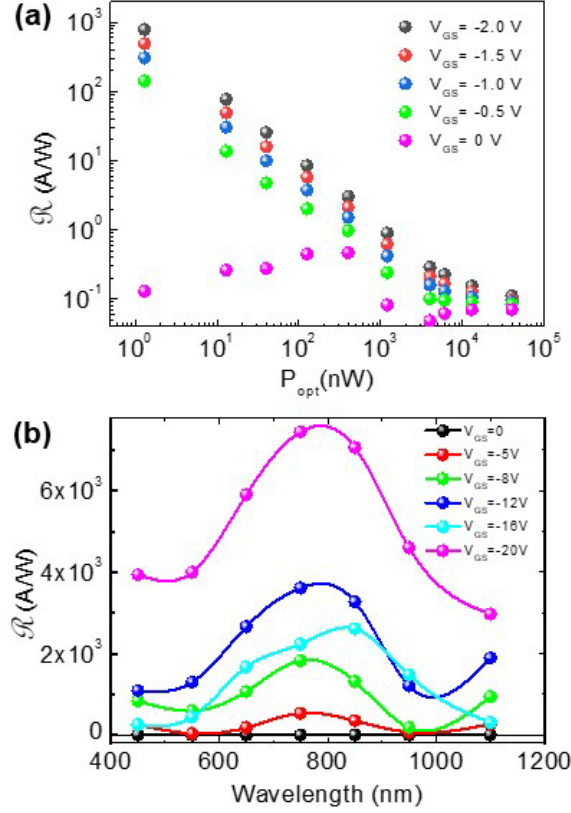 (a)
10³
10²
10¹
10⁰
10⁻¹
ℛ (A/W)
V_GS = -2.0 V
V_GS = -1.5 V
V_GS = -1.0 V
V_GS = -0.5 V
V_GS = 0 V
10⁰ 10¹ 10² 10³ 10⁴ 10⁵
P_opt(nW)
(b)
6x10³
4x10³
2x10³
0
ℛ (A/W)
V_GS=0
V_GS=-5V
V_GS=-8V
V_GS=-12V
V_GS=-16V
V_GS=-20V
400 600 800 1000 1200
Wavelength (nm)